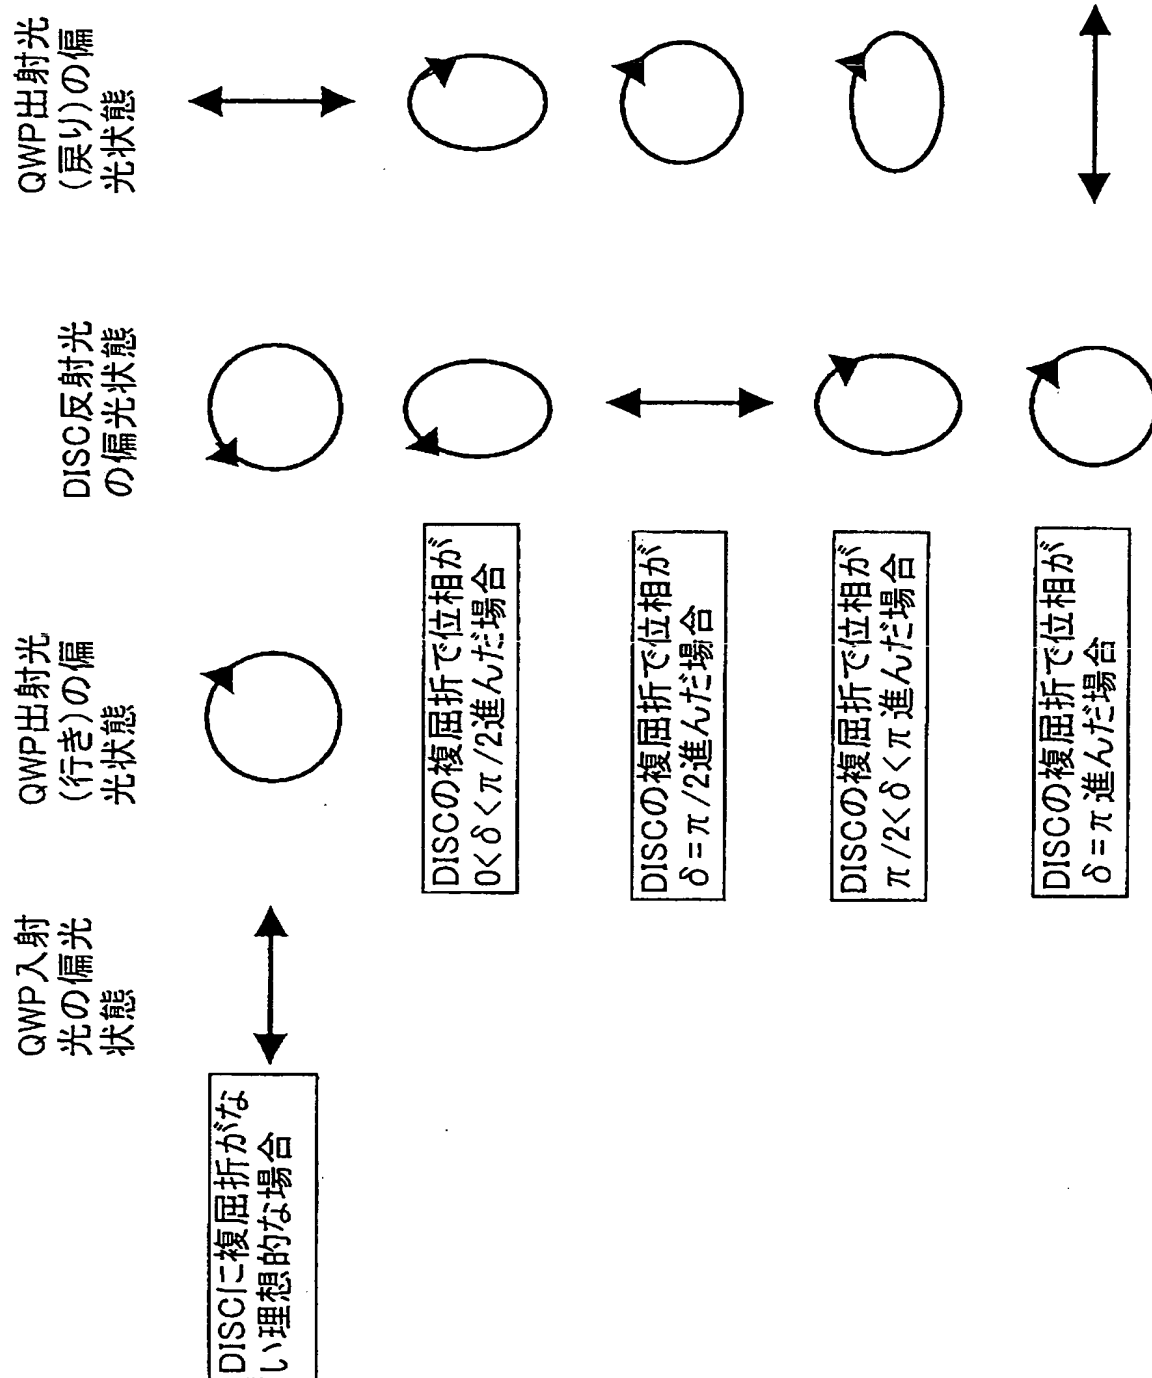 QWP入射
光の偏光
状態
QWP出射光
(行き)の偏
光状態
DISC反射光
の偏光状態
QWP出射光
(戻り)の偏
光状態
DISCに複屈折がな
い理想的な場合
DISCの複屈折で位相が
0<δ<π/2進んだ場合
DISCの複屈折で位相が
δ=π/2進んだ場合
DISCの複屈折で位相が
π/2<δ<π進んだ場合
DISCの複屈折で位相が
δ=π進んだ場合